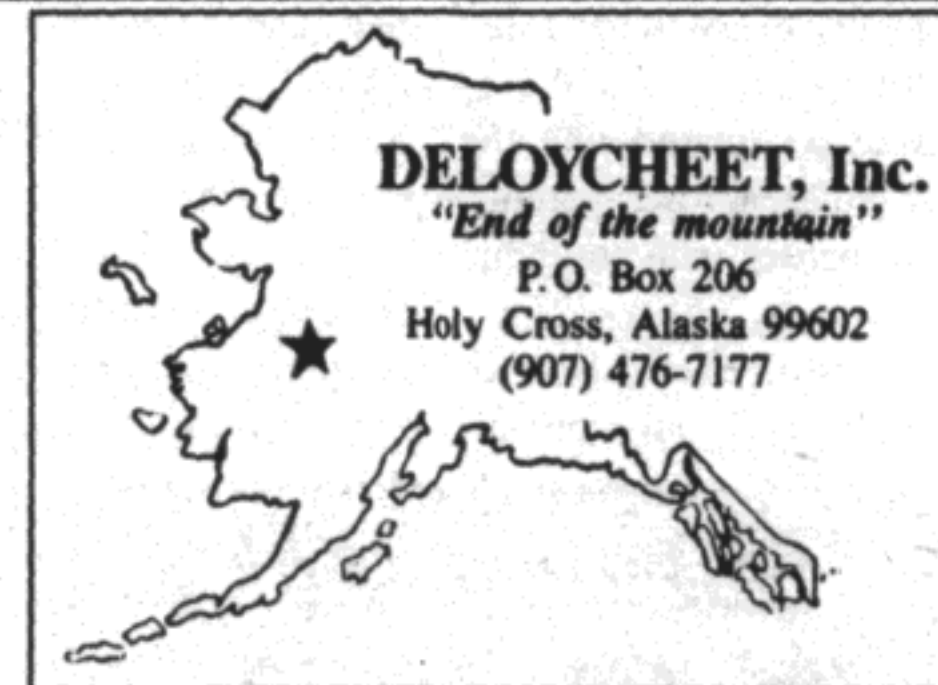 DELOYCHEET, Inc.
“End of the mountain”
P.O. Box 206
Holy Cross, Alaska 99602
(907) 476-7177